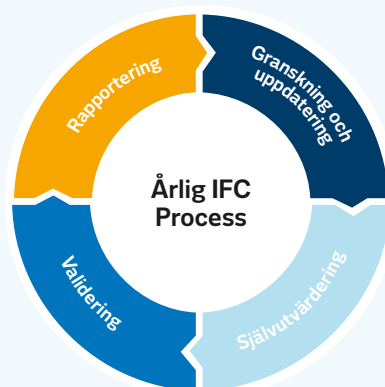 Rapportering
Granskning och
uppdatering
Årlig IFC
Process
Validering
Självutvärdering